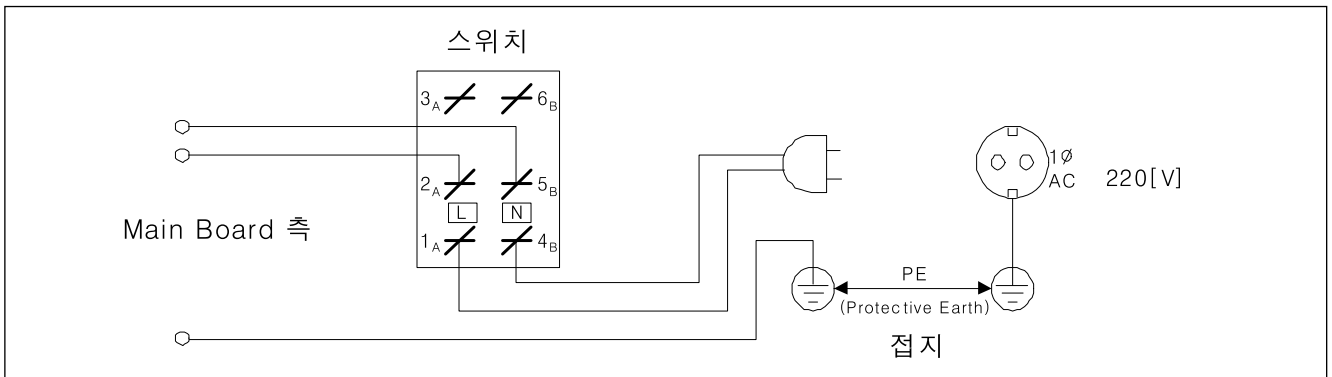 스위치
3A 6B
2A 5B
L N
1A 4B
Main Board 측
1Ø
AC 220[V]
PE
(Protective Earth)
접지